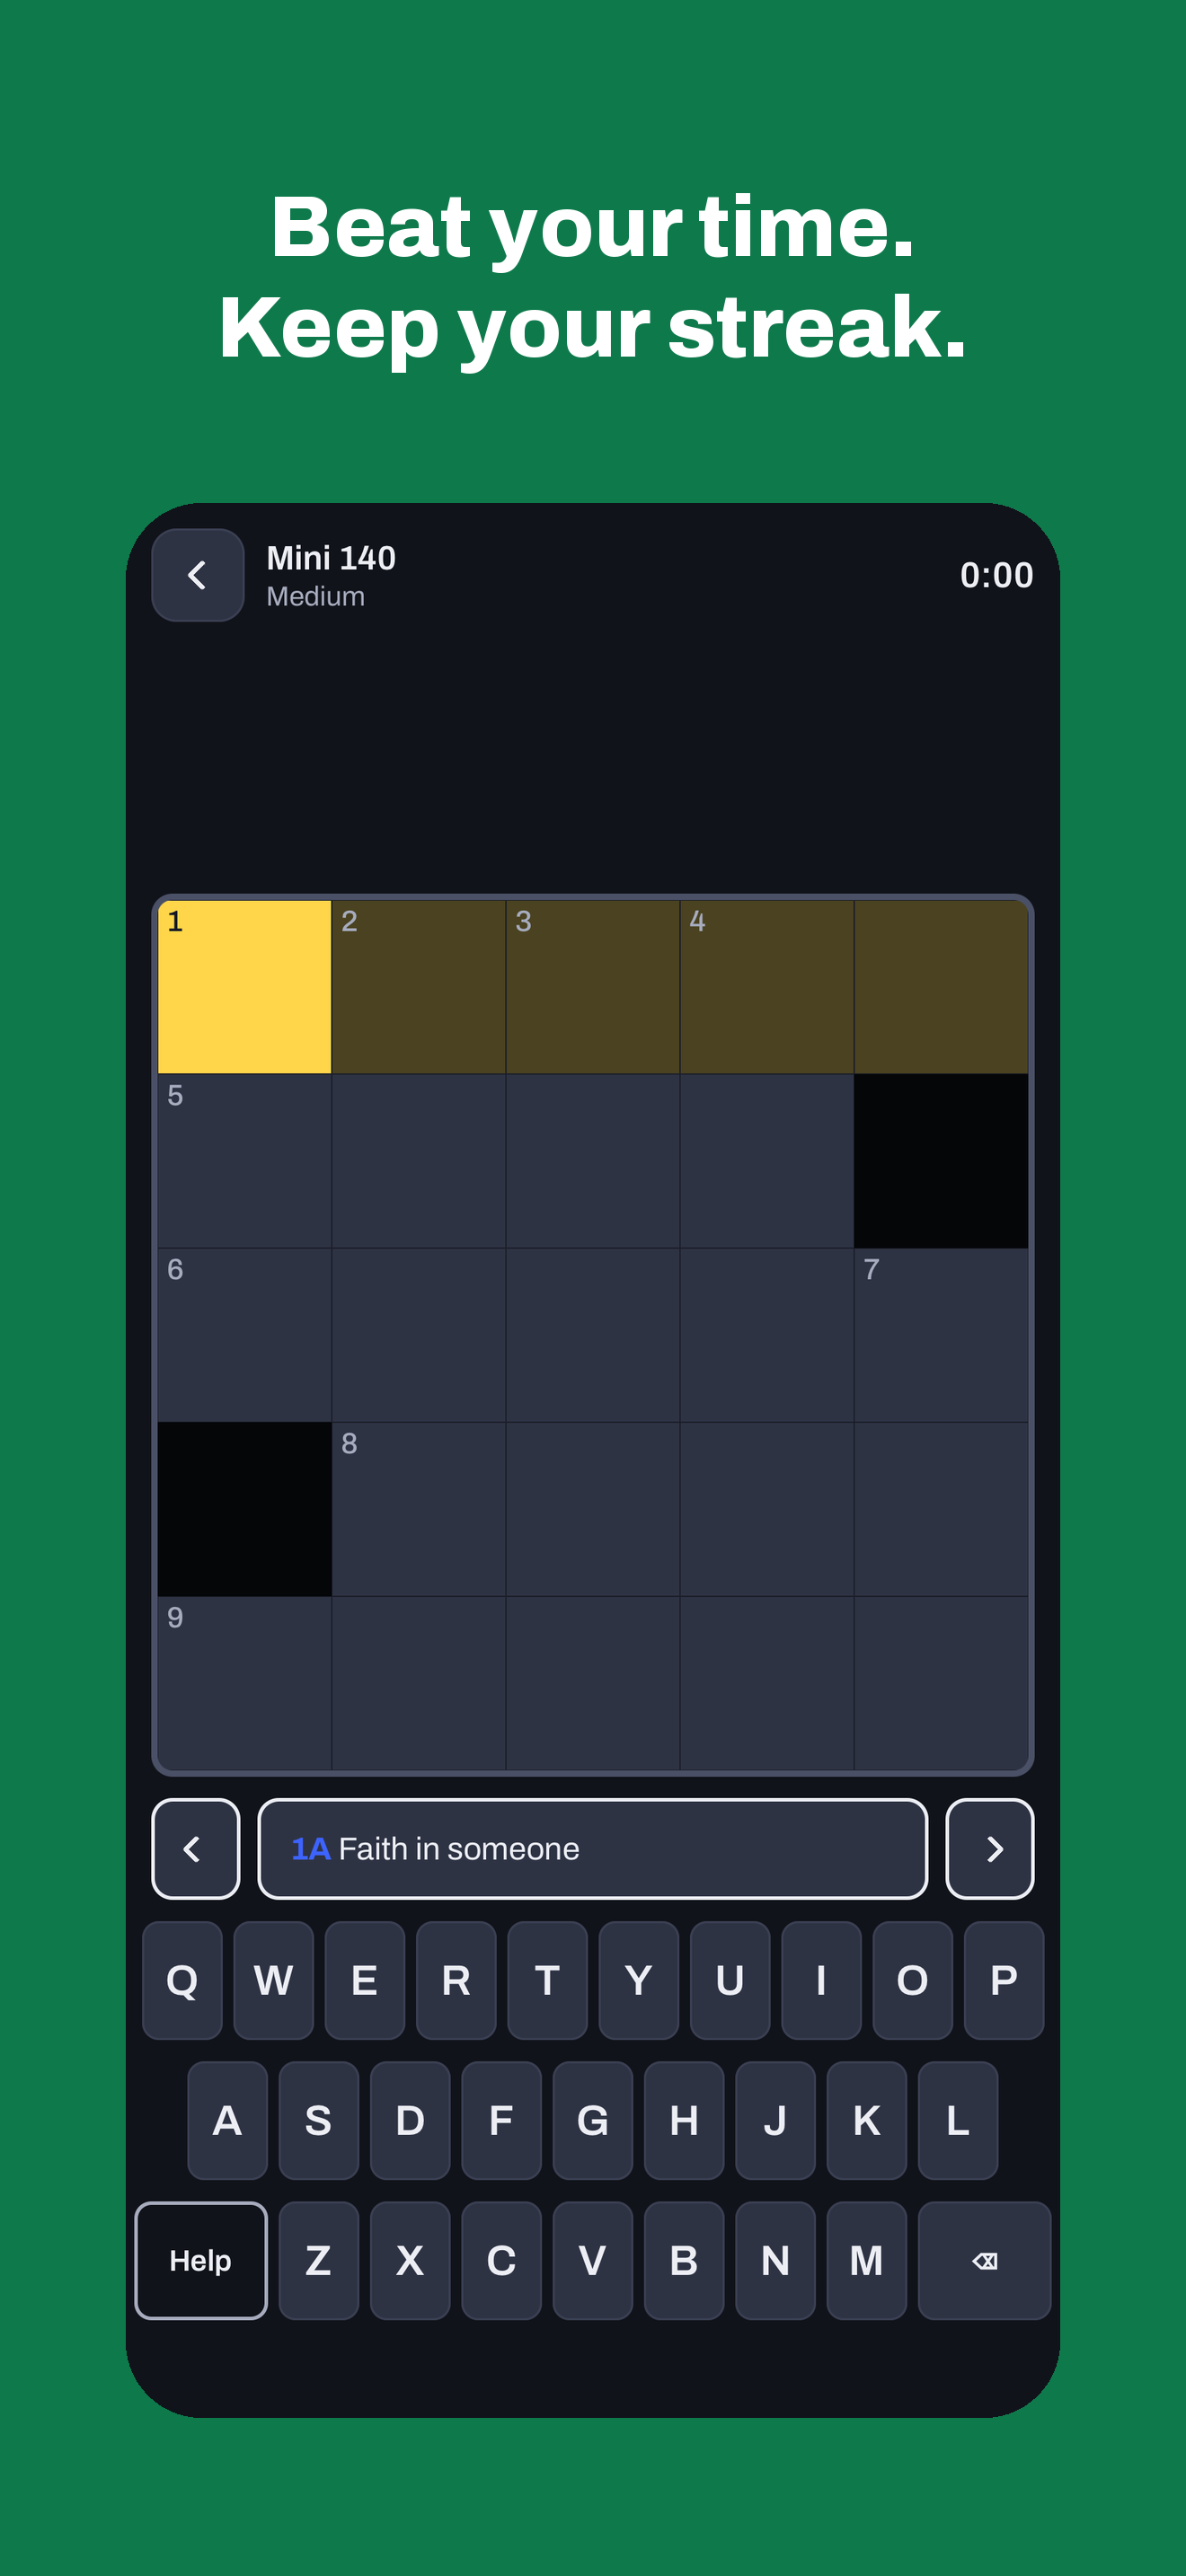 Beat your time.
Keep your streak.
Mini 140
Medium
0:00
1 2 3 4
5
6 7
8
9
1A Faith in someone
Q W E R T Y U I O P
A S D F G H J K L
Help Z X C V B N M